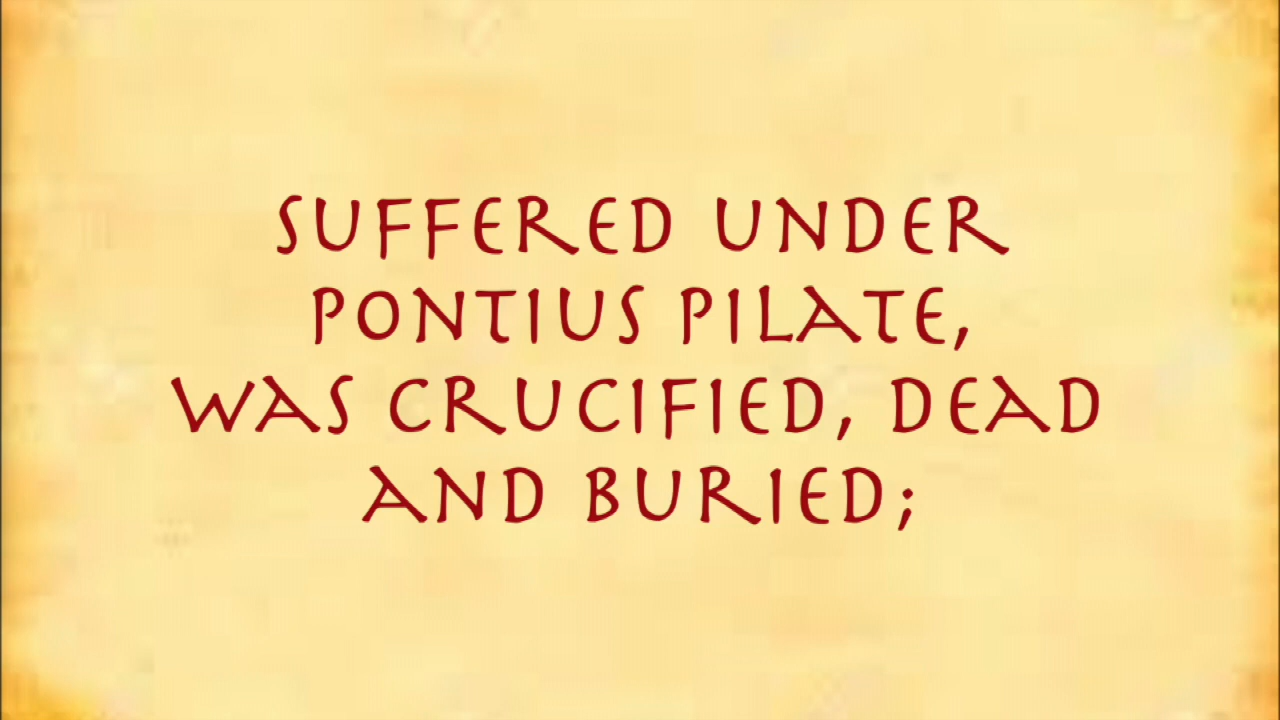 SUFFERED UNDER
PONTIUS PILATE,
WAS CRUCIFIED, DEAD
AND BURIED;